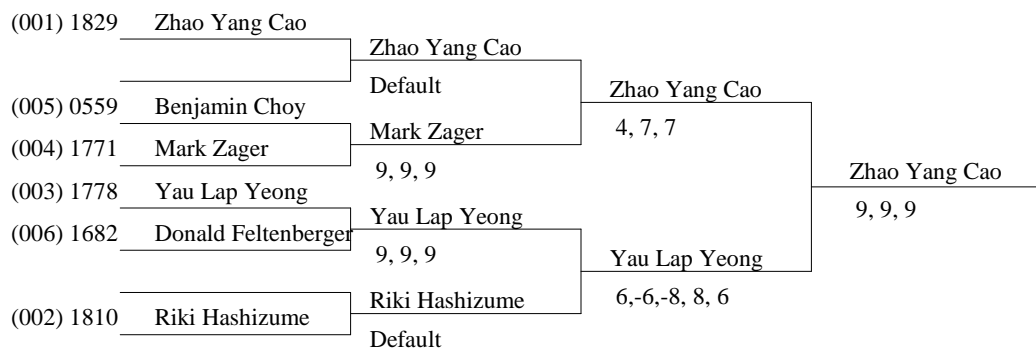 (001) 1829 Zhao Yang Cao
Zhao Yang Cao
Default
Zhao Yang Cao
(005) 0559 Benjamin Choy
4, 7, 7
Mark Zager
(004) 1771 Mark Zager
9, 9, 9
Zhao Yang Cao
(003) 1778 Yau Lap Yeong
9, 9, 9
Yau Lap Yeong
(006) 1682 Donald Feltenberger
9, 9, 9
Yau Lap Yeong
6,-6,-8, 8, 6
Riki Hashizume
(002) 1810 Riki Hashizume
Default